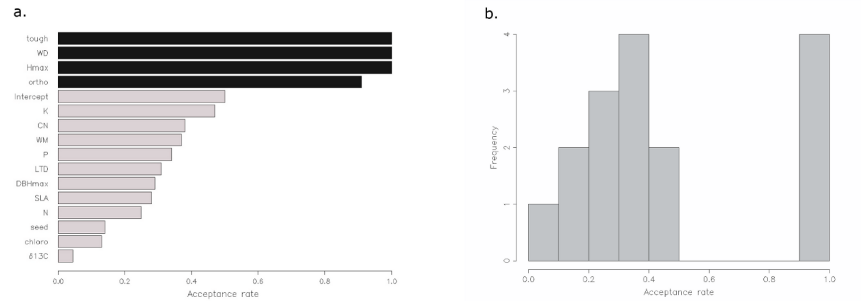 a.
tough
WD
Hmax
ortho
Intercept
K
CN
WM
P
LTD
DBHmax
SLA
N
seed
chloro
δ13C
0.0 0.2 0.4 0.6 0.8 1.0
Acceptance rate
b.
Frequency
4
3
2
1
0
0.0 0.2 0.4 0.6 0.8 1.0
Acceptance rate